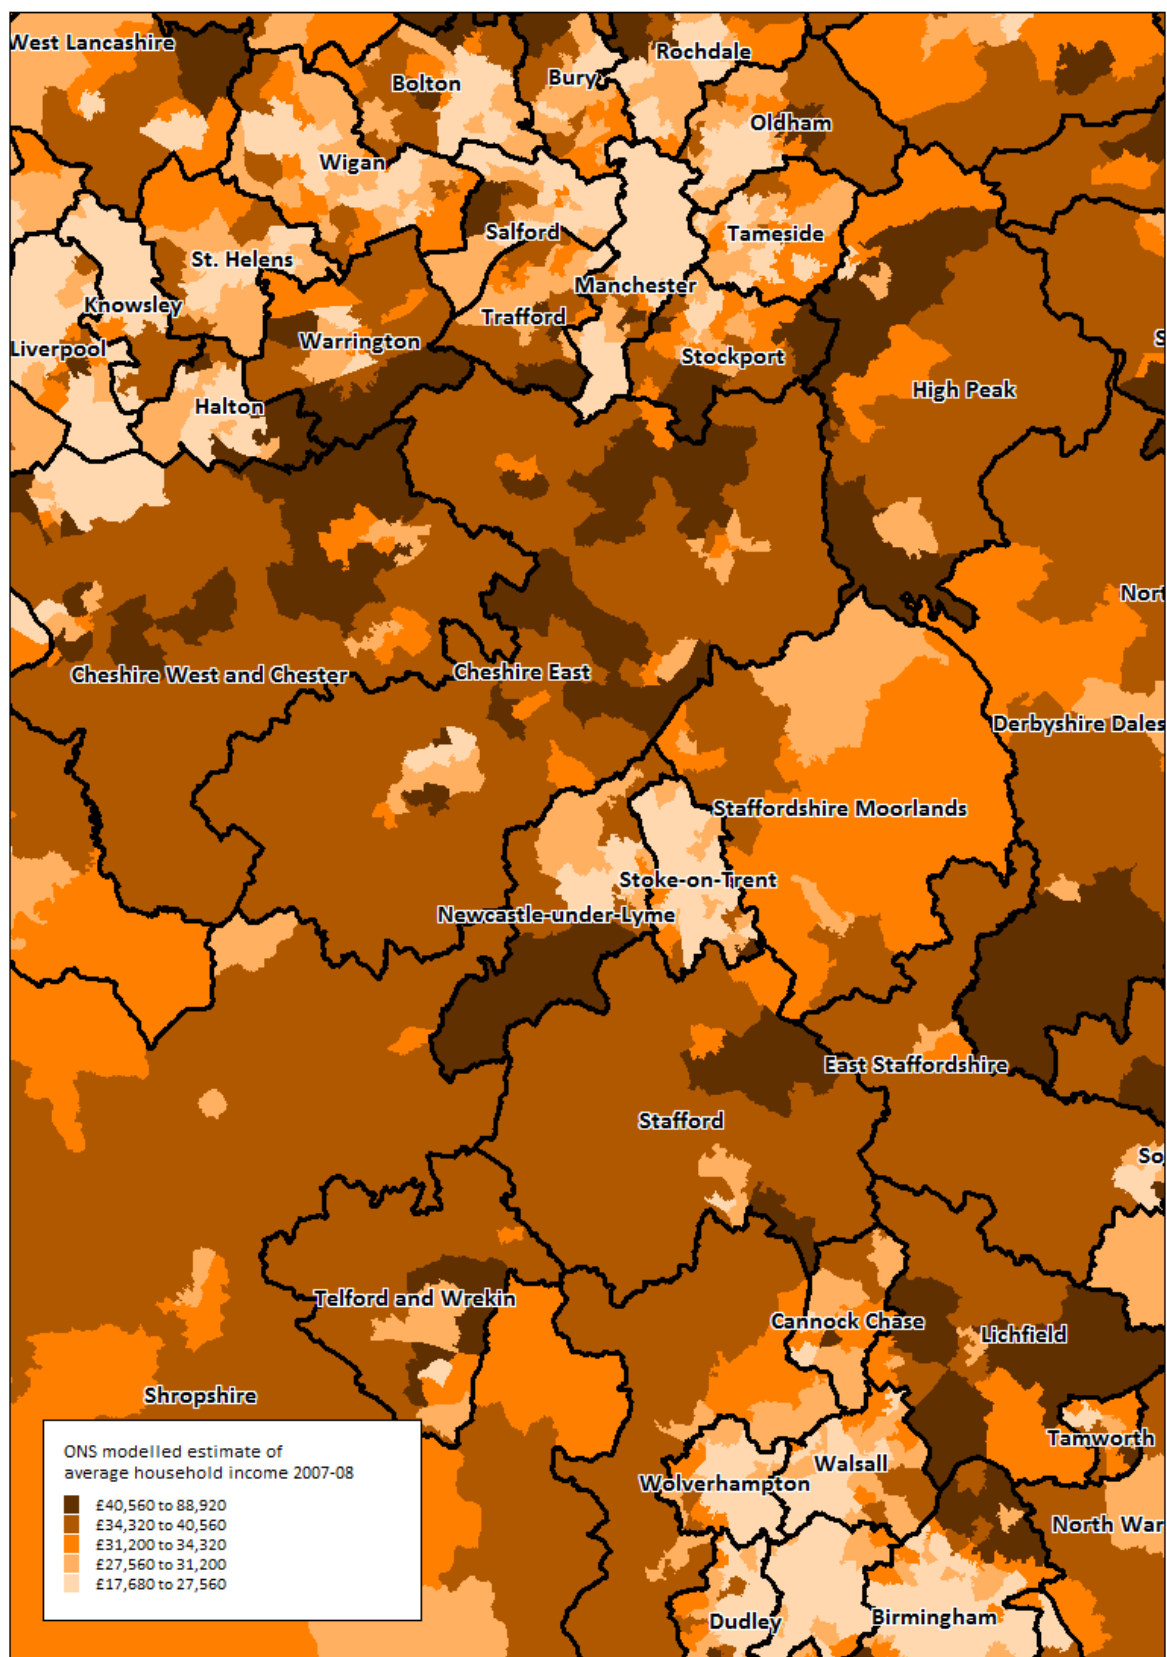 West Lancashire
Rochdale
Bolton
Bury
Oldham
Wigan
Salford
Tameside
St. Helens
Manchester
Knowsley
Trafford
Warrington
Liverpool
S
Stockport
High Peak
Halton
Nort
Cheshire West and Chester
Cheshire East
Derbyshire Dales
Staffordshire Moorlands
Stoke-on-Trent
Newcastle-under-Lyme
East Staffordshire
Stafford
So
Telford and Wrekin
Cannock Chase
Lichfield
Shropshire
Tamworth
Walsall
Wolverhampton
North War
Dudley
Birmingham
ONS modelled estimate of
average household income 2007-08
£40,560 to 88,920
£34,320 to 40,560
£31,200 to 34,320
£27,560 to 31,200
£17,680 to 27,560